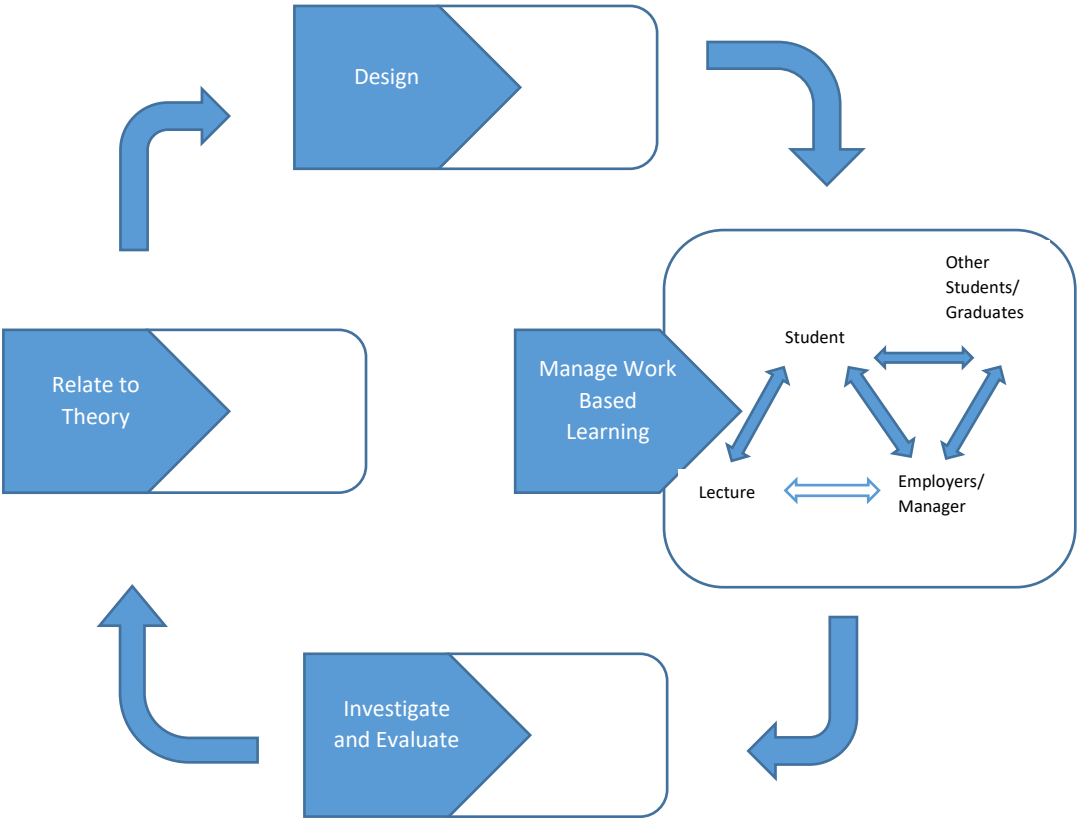 Design
Other
Students/
Graduates
Student
Manage Work
Based
Learning
Relate to
Theory
Lecture
Employers/
Manager
Investigate
and Evaluate